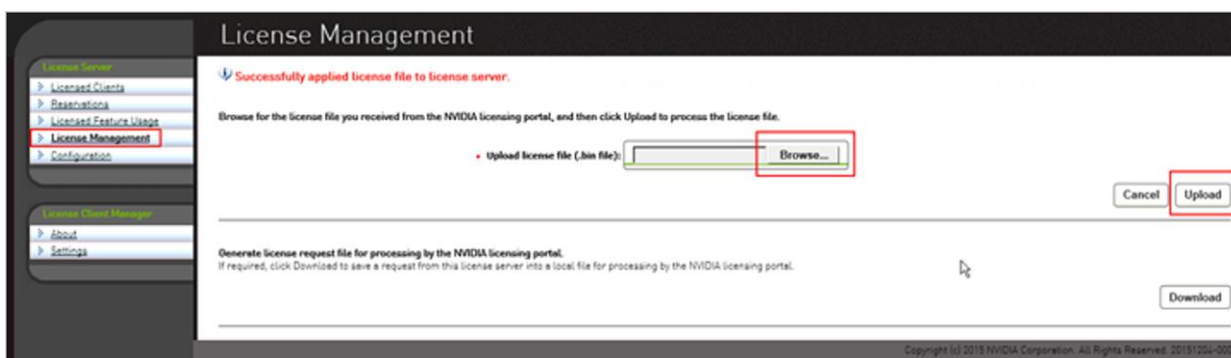 License Management
License Server
Licensed Clients
Reservations
Licensed Feature Usage
License Management
Configuration
License Client Manager
About
Settings
Successfully applied license file to license server.
Browse for the license file you received from the NVIDIA licensing portal, and then click Upload to process the license file.
Upload license file (.bin file): Browse...
Cancel Upload
Generate license request file for processing by the NVIDIA licensing portal.
If required, click Download to save a request from this license server into a local file for processing by the NVIDIA licensing portal.
Download
Copyright (c) 2015 NVIDIA Corporation. All Rights Reserved.